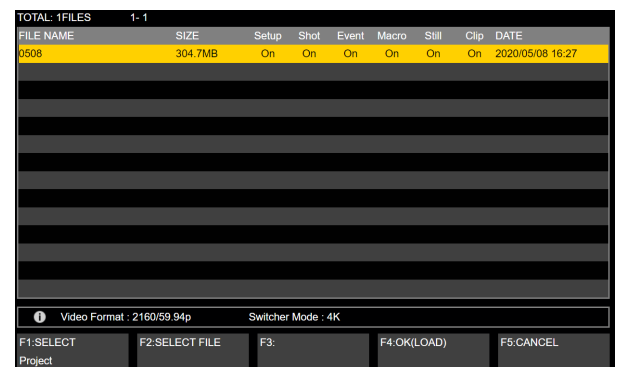 TOTAL: 1FILES 1- 1
FILE NAME SIZE Setup Shot Event Macro Still Clip DATE
0508 304.7MB On On On On On On 2020/05/08 16:27
i Video Format : 2160/59.94p Switcher Mode : 4K
F1:SELECT F2:SELECT FILE F3: F4:OK(LOAD) F5:CANCEL
Project